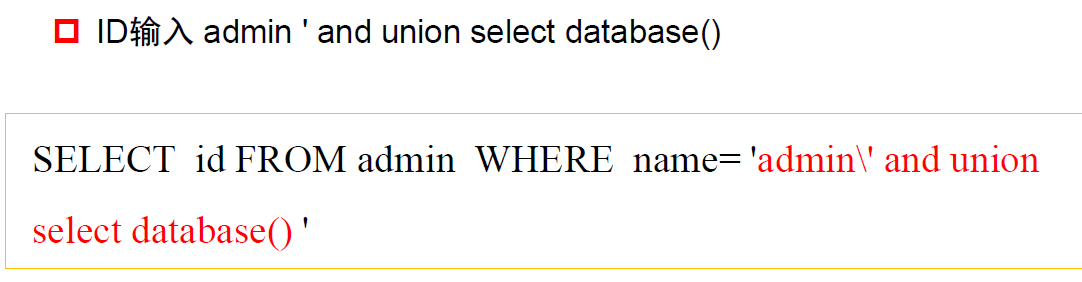 ID输入 admin ' and union select database()
SELECT id FROM admin WHERE name= 'admin\' and union
select database() '